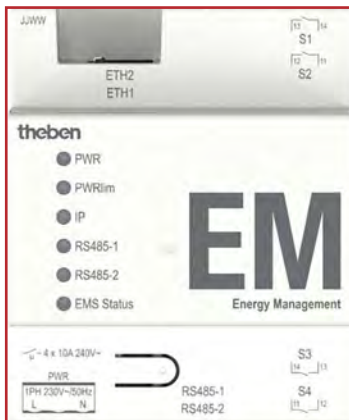 JJWW
13 14
S1
12 11
S2
ETH2
ETH1
theben
PWR
PWRlim
IP
RS485-1
RS485-2
EMS Status
EM
Energy Management
µ ~ 4 x 10A 240V~
PWR
1PH 230V~/50Hz
L N
RS485-1
RS485-2
S3
14 13
S4
11 12